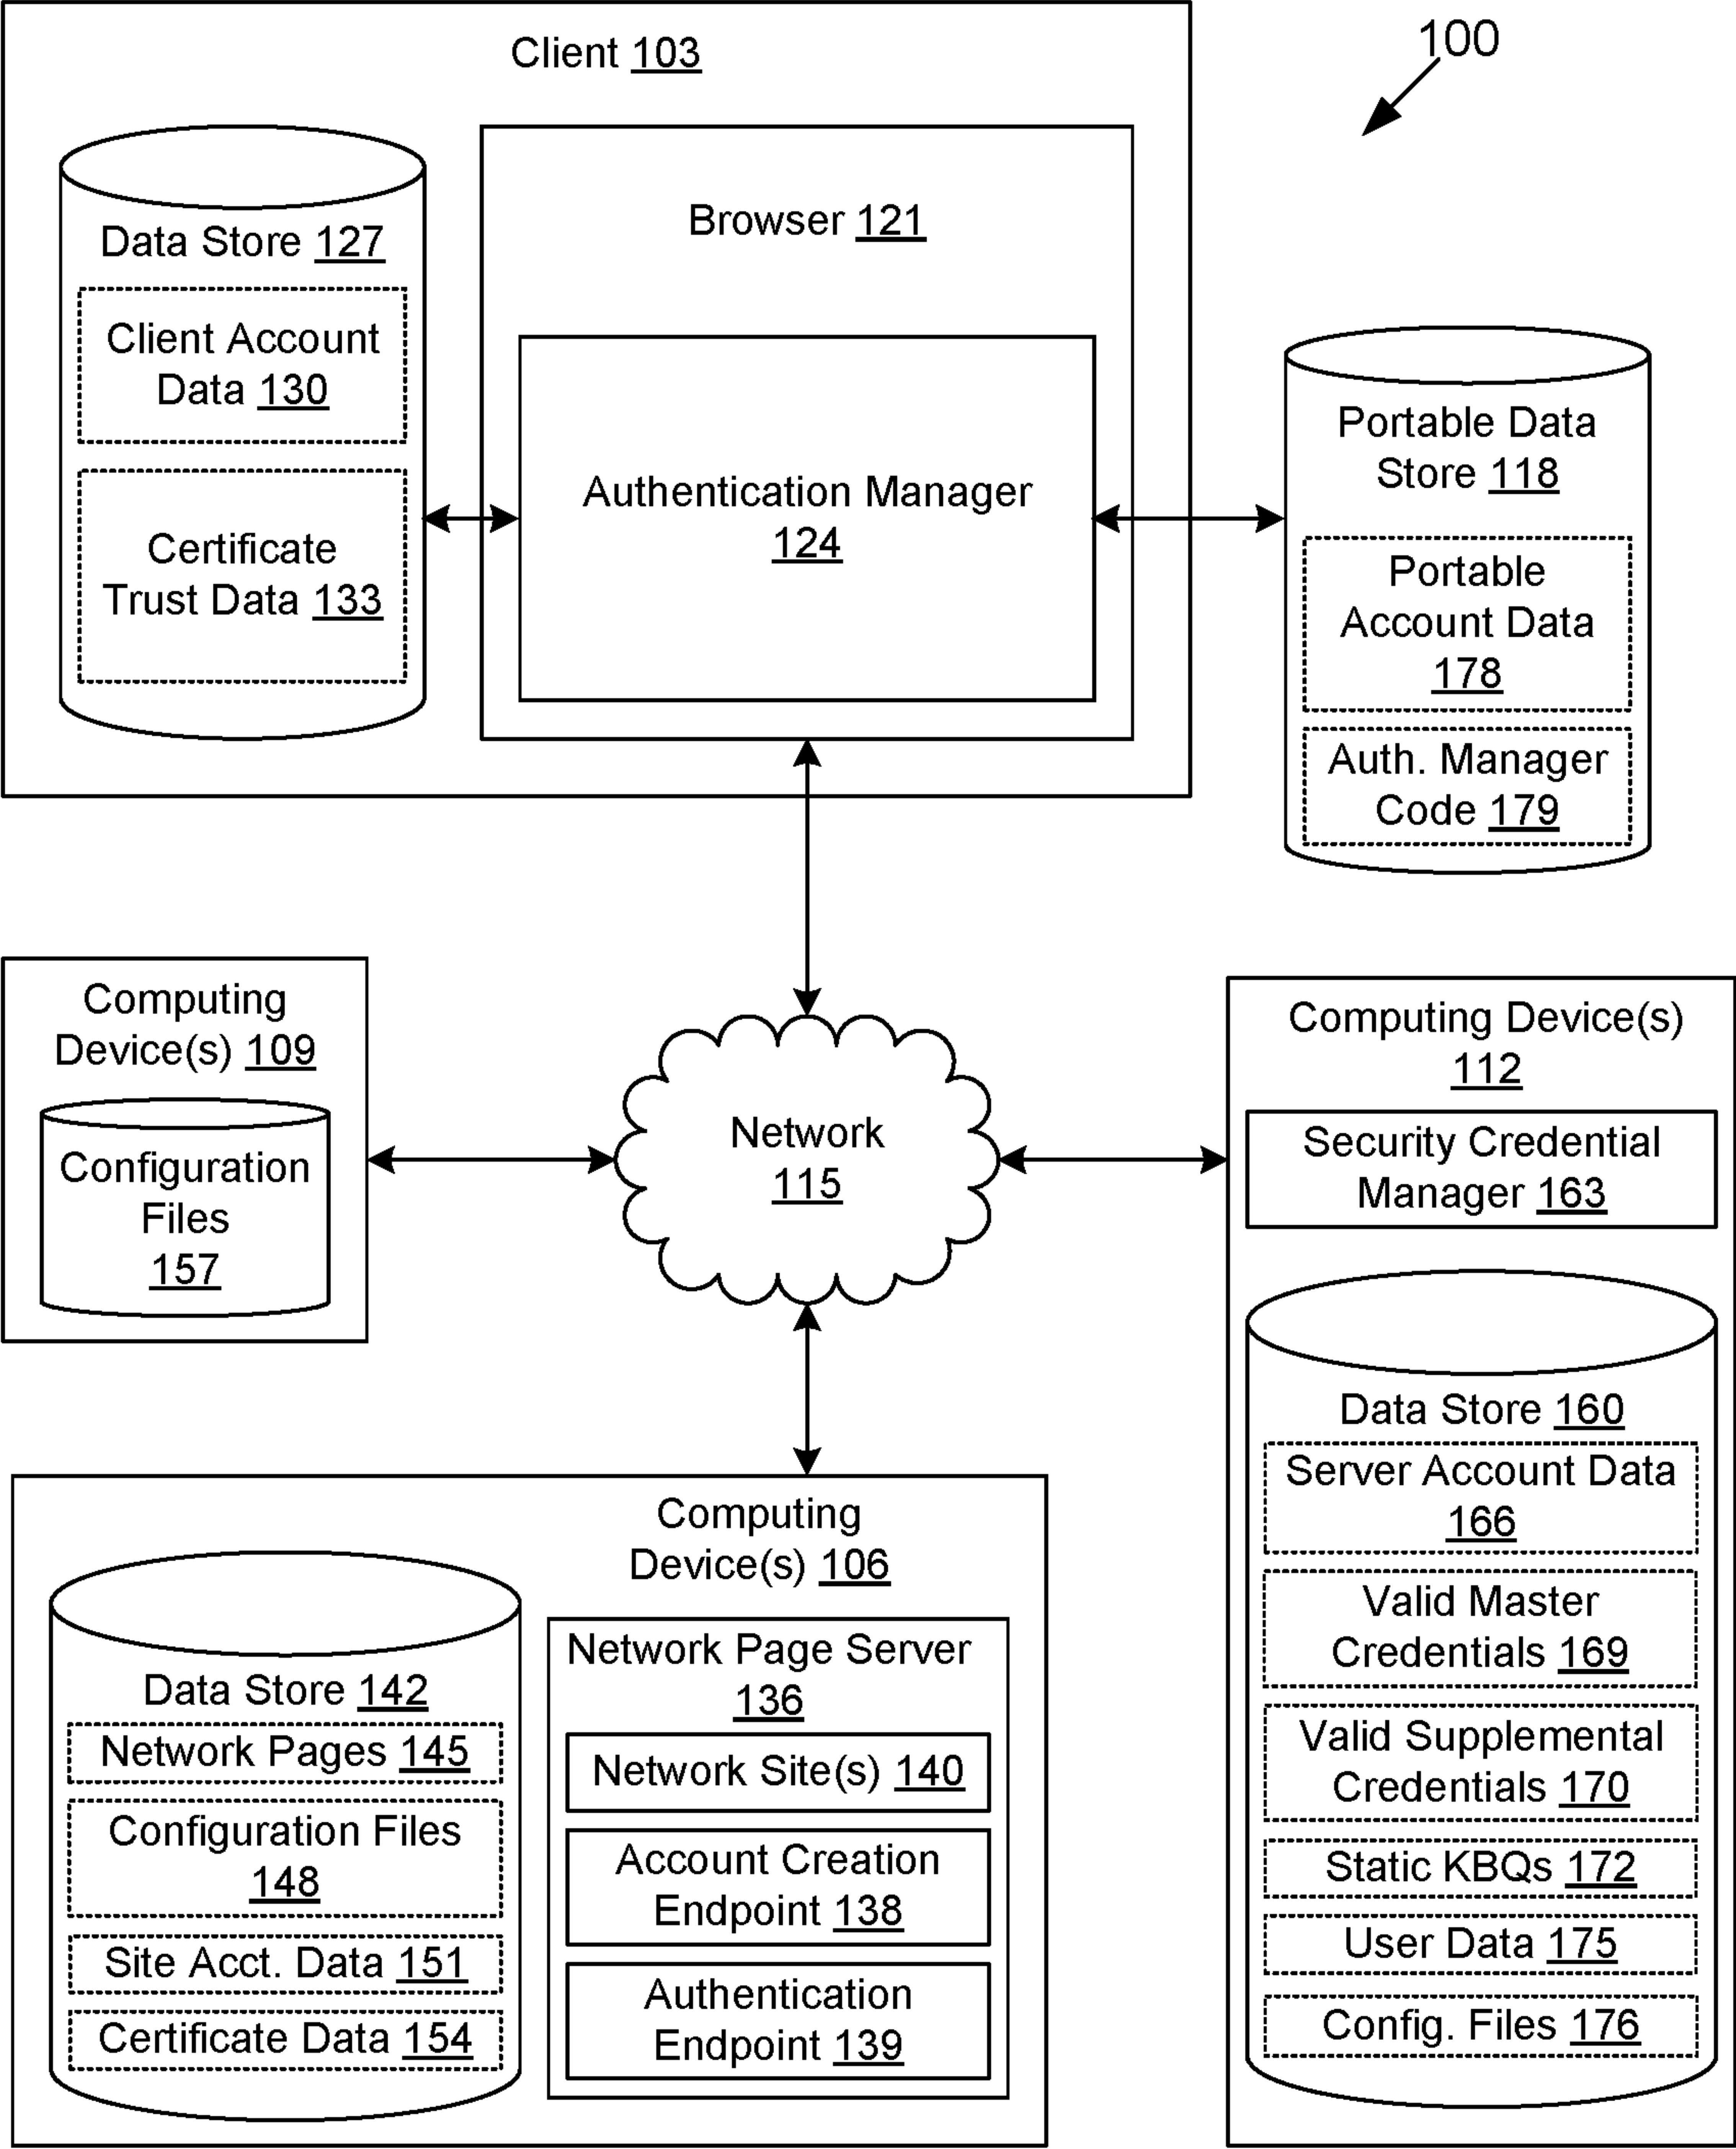 100
Client 103
Data Store 127
Client Account
Data 130
Certificate
Trust Data 133
Browser 121
Authentication Manager
124
Portable Data
Store 118
Portable
Account Data
178
Auth. Manager
Code 179
Computing
Device(s) 109
Configuration
Files
157
Network
115
Computing Device(s)
112
Security Credential
Manager 163
Data Store 160
Server Account Data
166
Valid Master
Credentials 169
Valid Supplemental
Credentials 170
Static KBQs 172
User Data 175
Config. Files 176
Computing
Device(s) 106
Data Store 142
Network Pages 145
Configuration Files
148
Site Acct. Data 151
Certificate Data 154
Network Page Server
136
Network Site(s) 140
Account Creation
Endpoint 138
Authentication
Endpoint 139